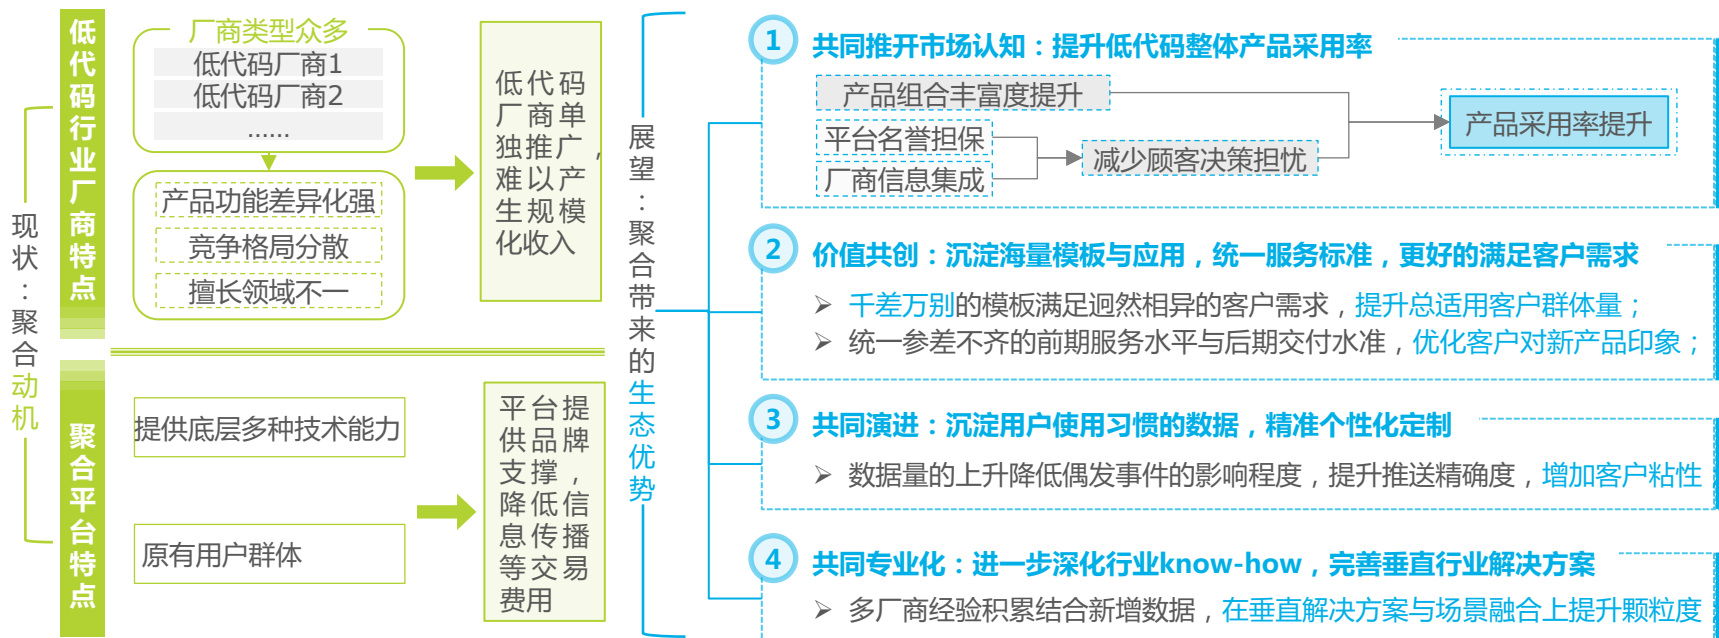 现状：聚合动机
低代码行业厂商特点
厂商类型众多
低代码厂商1
低代码厂商2
......
产品功能差异化强
竞争格局分散
擅长领域不一
低代码
厂商单
独推广，
难以产
生规模
化收入
聚合平台特点
提供底层多种技术能力
原有用户群体
平台提
供品牌
支撑，
降低信
息传播
等交易
费用
展望：聚合带来的生态优势
1 共同推开市场认知：提升低代码整体产品采用率
产品组合丰富度提升
平台名誉担保
厂商信息集成
减少顾客决策担忧
产品采用率提升
2 价值共创：沉淀海量模板与应用，统一服务标准，更好的满足客户需求
➢ 千差万别的模板满足迥然相异的客户需求，提升总适用客户群体量；
➢ 统一参差不齐的前期服务水平与后期交付水准，优化客户对新产品印象；
3 共同演进：沉淀用户使用习惯的数据，精准个性化定制
➢ 数据量的上升降低偶发事件的影响程度，提升推送精确度，增加客户粘性
4 共同专业化：进一步深化行业know-how，完善垂直行业解决方案
➢ 多厂商经验积累结合新增数据，在垂直解决方案与场景融合上提升颗粒度